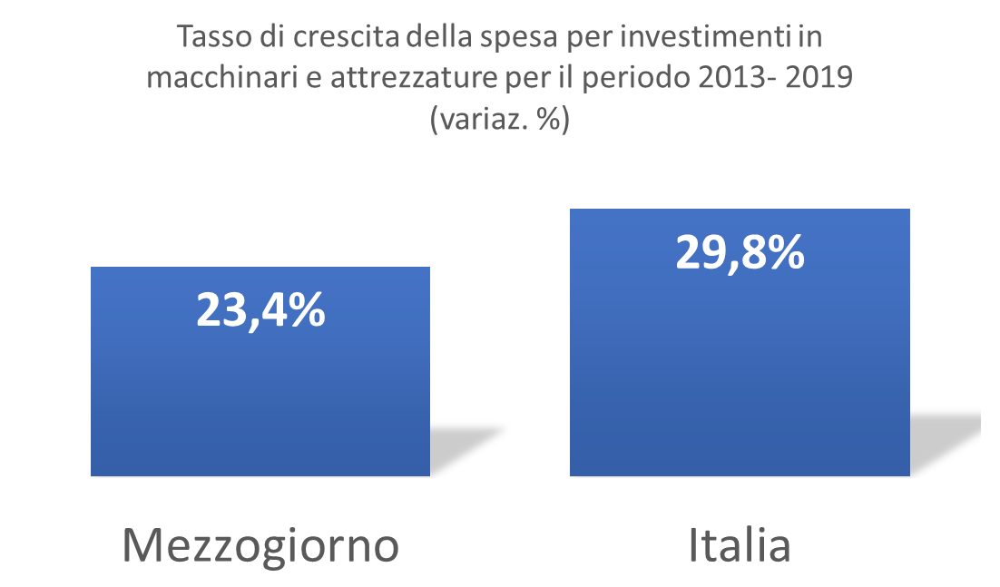 Tasso di crescita della spesa per investimenti in
macchinari e attrezzature per il periodo 2013- 2019
(variaz. %)
23,4%
29,8%
Mezzogiorno
Italia